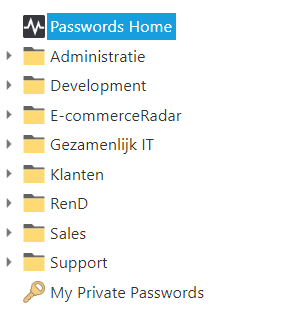 Passwords Home
Administratie
Development
E-commerceRadar
Gezamenlijk IT
Klanten
RenD
Sales
Support
My Private Passwords